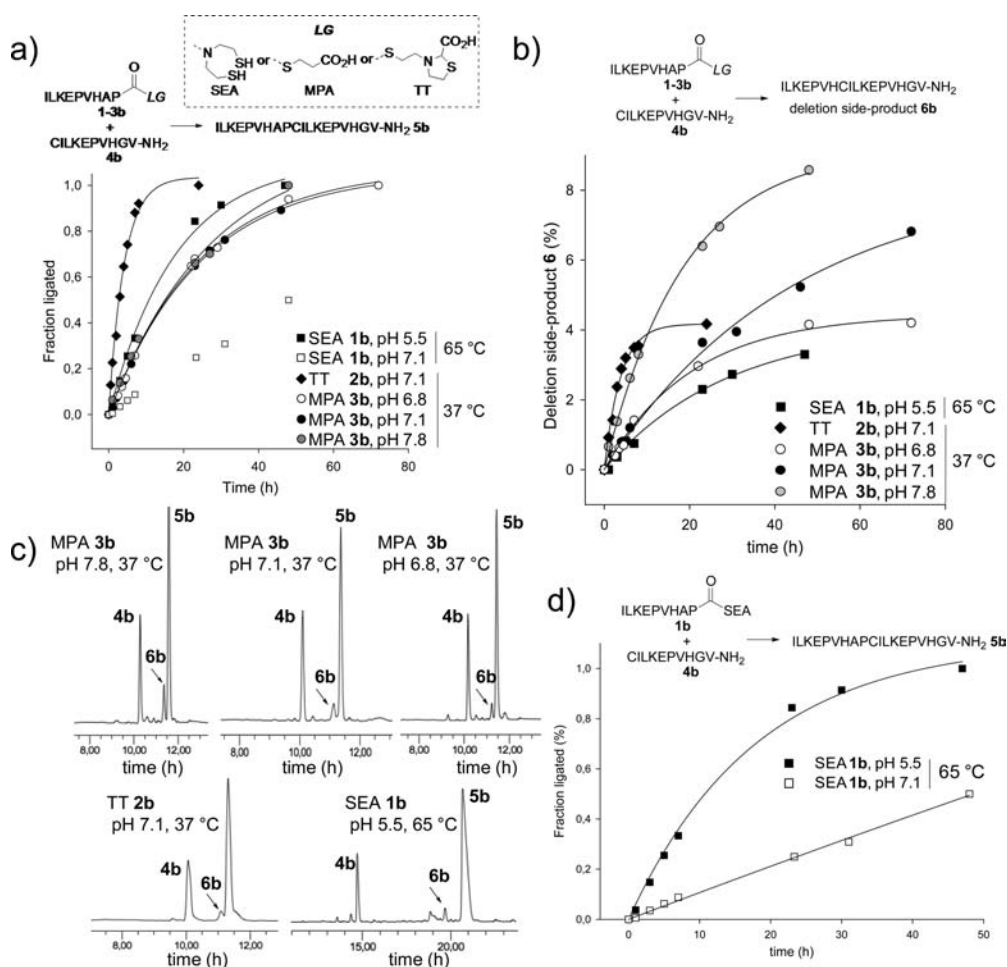 a)
LG
CO2H
N
SH or
SH
S
CO2H or
S
N
S
SEA
MPA
TT
O
ILKEPVHAP LG
1-3b
+
CILKEPVHGV-NH2
4b
ILKEPVHAPCILKEPVHGV-NH2 5b
Fraction ligated
1,0
0,8
0,6
0,4
0,2
0,0
0 20 40 60 80
Time (h)
SEA 1b, pH 5.5
SEA 1b, pH 7.1
65 °C
TT 2b, pH 7.1
MPA 3b, pH 6.8
MPA 3b, pH 7.1
MPA 3b, pH 7.8
37 °C
b)
O
ILKEPVHAP LG
1-3b
+
CILKEPVHGV-NH2
4b
ILKEPVHCILKEPVHGV-NH2
deletion side-product 6b
Deletion side-product 6 (%)
8
6
4
2
0
0 20 40 60 80
time (h)
SEA 1b, pH 5.5
65 °C
TT 2b, pH 7.1
MPA 3b, pH 6.8
MPA 3b, pH 7.1
MPA 3b, pH 7.8
37 °C
c)
MPA 3b
pH 7.8, 37 °C
4b
6b
5b
8,00 10,00 12,00
time (h)
MPA 3b
pH 7.1, 37 °C
4b
6b
5b
8,00 10,00 12,00
time (h)
MPA 3b
pH 6.8, 37 °C
4b
6b
5b
8,00 10,00 12,00
time (h)
TT 2b
pH 7.1, 37 °C
4b
6b
8,00 10,00 12,00
time (h)
SEA 1b
pH 5.5, 65 °C
4b
6b
5b
15,00 20,00
time (h)
d)
O
ILKEPVHAP SEA
1b
+
CILKEPVHGV-NH2
4b
ILKEPVHAPCILKEPVHGV-NH2 5b
Fraction ligated (%)
1,0
0,8
0,6
0,4
0,2
0,0
0 10 20 30 40 50
time (h)
SEA 1b, pH 5.5
SEA 1b, pH 7.1
65 °C